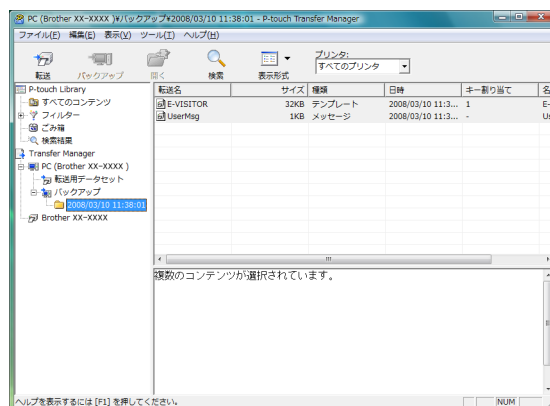 PC (Brother XX-XXXX )¥バックアップ¥2008/03/10 11:38:01 - P-touch Transfer Manager
ファイル(F) 編集(E) 表示(V) ツール(T) ヘルプ(H)
転送 バックアップ 開く 検索 表示形式
プリンタ:
すべてのプリンタ
P-touch Library
すべてのコンテンツ
フィルター
ごみ箱
検索結果
Transfer Manager
PC (Brother XX-XXXX )
転送用データセット
バックアップ
2008/03/10 11:38:01
Brother XX-XXXX
転送名 サイズ 種類 日時 キー割り当て 名
E-VISITOR 32KB テンプレート 2008/03/10 11:3... 1 E-
UserMsg 1KB メッセージ 2008/03/10 11:3... - Us
複数のコンテンツが選択されています。
ヘルプを表示するには [F1] を押してください。 NUM